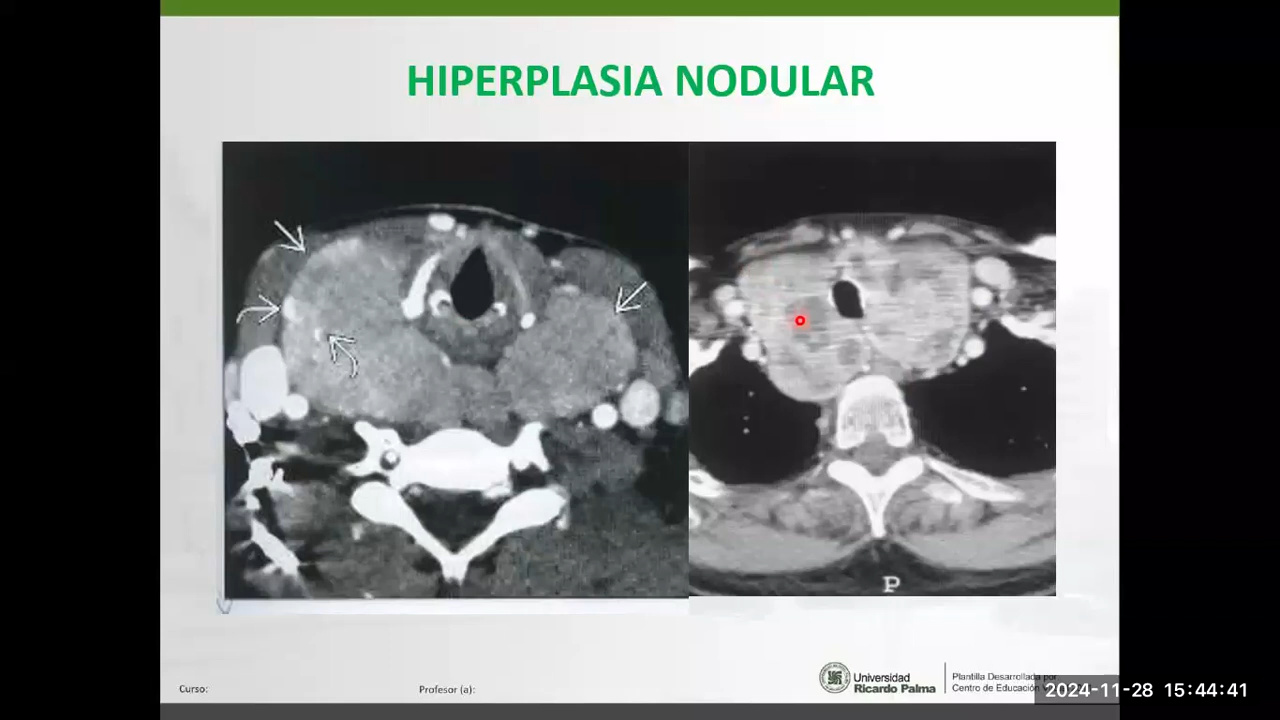 HIPERPLASIA NODULAR
P
Curso:
Profesor (a):
Universidad
Ricardo Palma
Plantilla Desarrollada por
Centro de Educación
2024-11-28 15:44:41